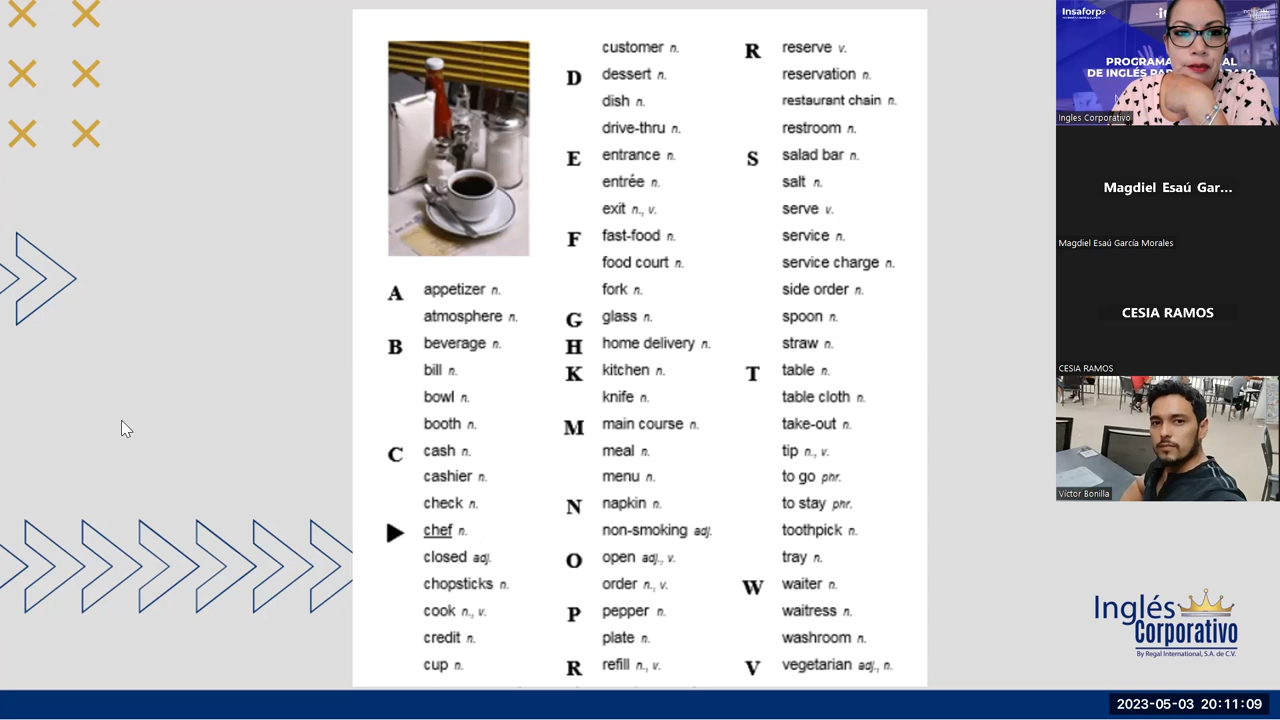 A appetizer n.
atmosphere n.
B beverage n.
bill n.
bowl n.
booth n.
C cash n.
cashier n.
check n.
chef n.
closed adj.
chopsticks n.
cook n., v.
credit n.
cup n.
customer n.
D dessert n.
dish n.
drive-thru n.
E entrance n.
entrée n.
exit n., v.
F fast-food n.
food court n.
fork n.
G glass n.
H home delivery n.
K kitchen n.
knife n.
M main course n.
meal n.
menu n.
N napkin n.
non-smoking adj.
O open adj., v.
order n., v.
P pepper n.
plate n.
R refill n., v.
R reserve v.
reservation n.
restaurant chain n.
restroom n.
S salad bar n.
salt n.
serve v.
service n.
service charge n.
side order n.
spoon n.
straw n.
T table n.
table cloth n.
take-out n.
tip n., v.
to go phr.
to stay phr.
toothpick n.
tray n.
W waiter n.
waitress n.
washroom n.
V vegetarian adj., n.
Insaforp
Ingles Corporativo
Magdiel Esaú Gar...
Magdiel Esaú García Morales
CESIA RAMOS
CESIA RAMOS
Víctor Bonilla
Inglés
Corporativo
By Regal International, S.A. de C.V.
2023-05-03 20:11:09